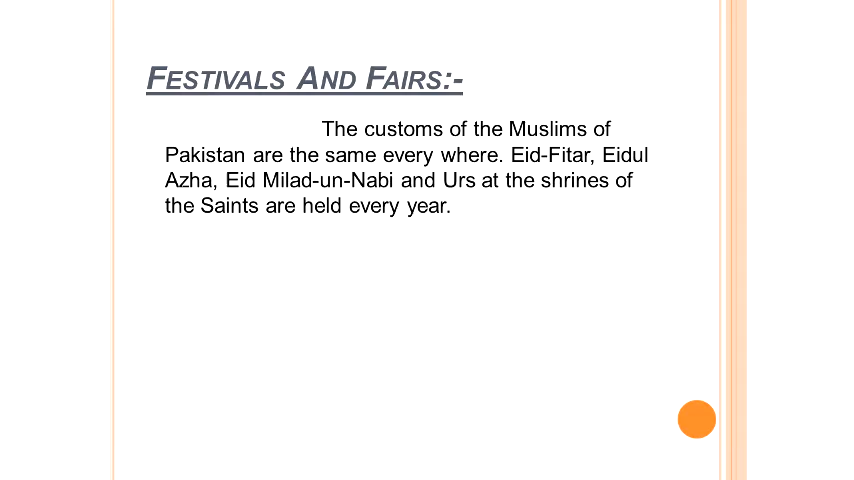 FESTIVALS AND FAIRS:-
The customs of the Muslims of
Pakistan are the same every where. Eid-Fitar, Eidul
Azha, Eid Milad-un-Nabi and Urs at the shrines of
the Saints are held every year.